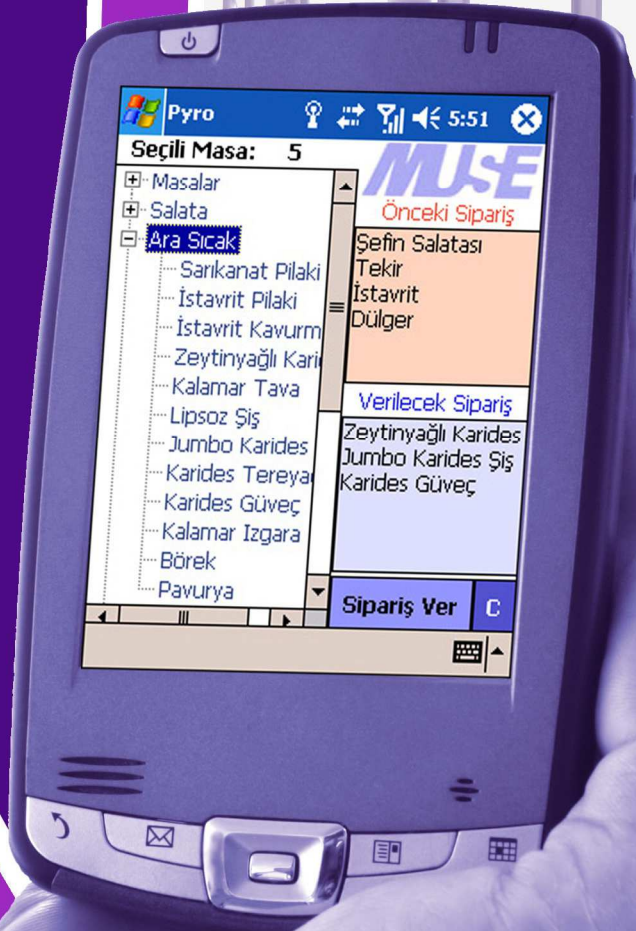 Pyro 5:51
Seçili Masa: 5
MUSE
Masalar
Salata
Ara Sıcak
Sarıkanat Pilaki
İstavrit Pilaki
İstavrit Kavurm
Zeytinyağlı Kari
Kalamar Tava
Lipsoz Şiş
Jumbo Karides
Karides Tereya
Karides Güveç
Kalamar Izgara
Börek
Pavurya
Önceki Sipariş
Şefin Salatası
Tekir
İstavrit
Dülger
Verilecek Sipariş
Zeytinyağlı Karides
Jumbo Karides Şiş
Karides Güveç
Sipariş Ver C